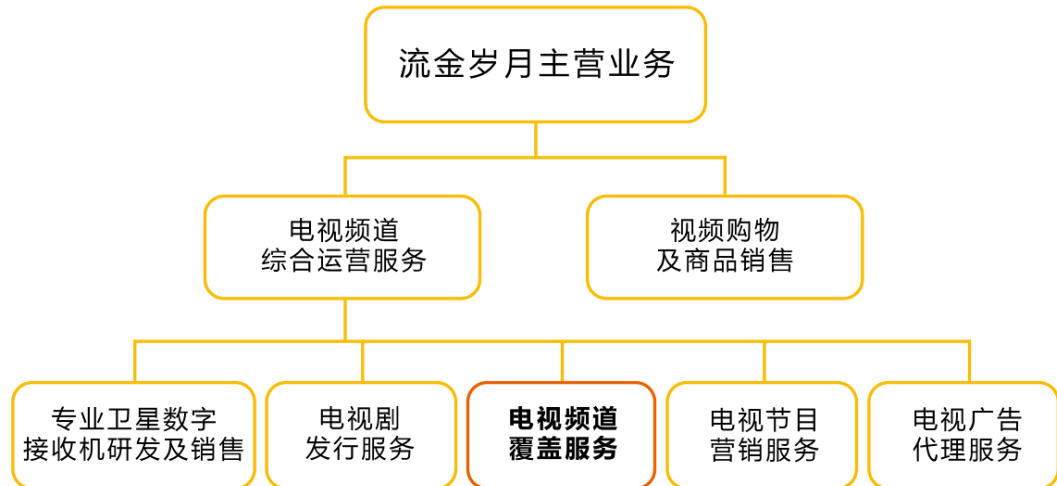 流金岁月主营业务
电视频道
综合运营服务
视频购物
及商品销售
专业卫星数字
接收机研发及销售
电视剧
发行服务
电视频道
覆盖服务
电视节目
营销服务
电视广告
代理服务